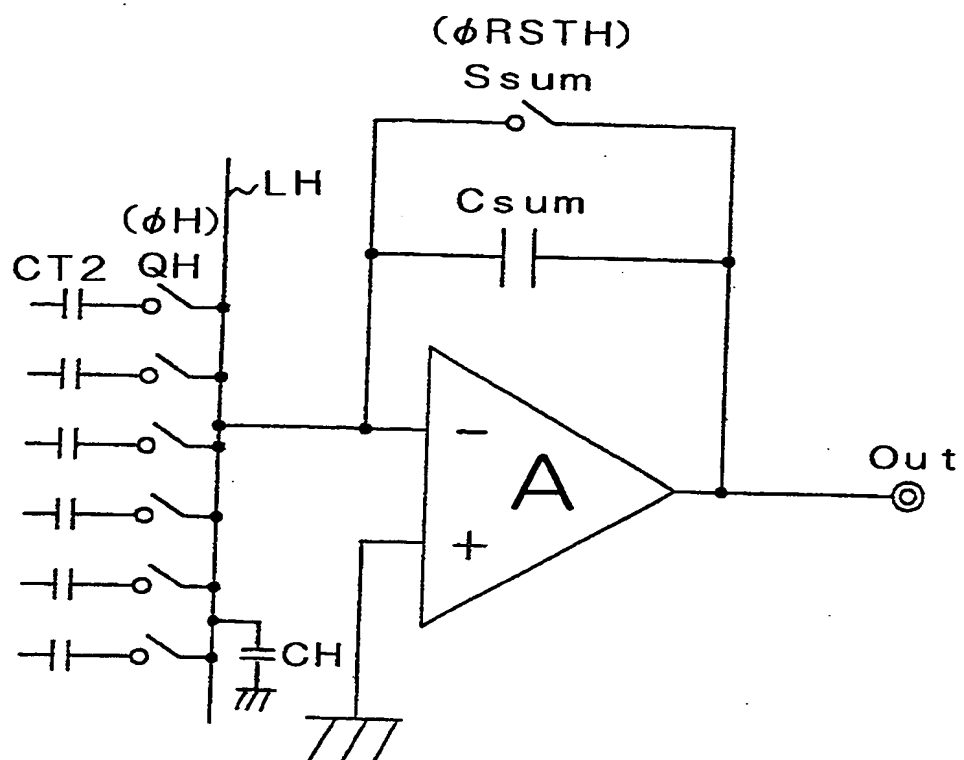 (φRSTH)
Ssum
LH
Csum
(φH)
CT2 QH
−
A
Out
+
CH